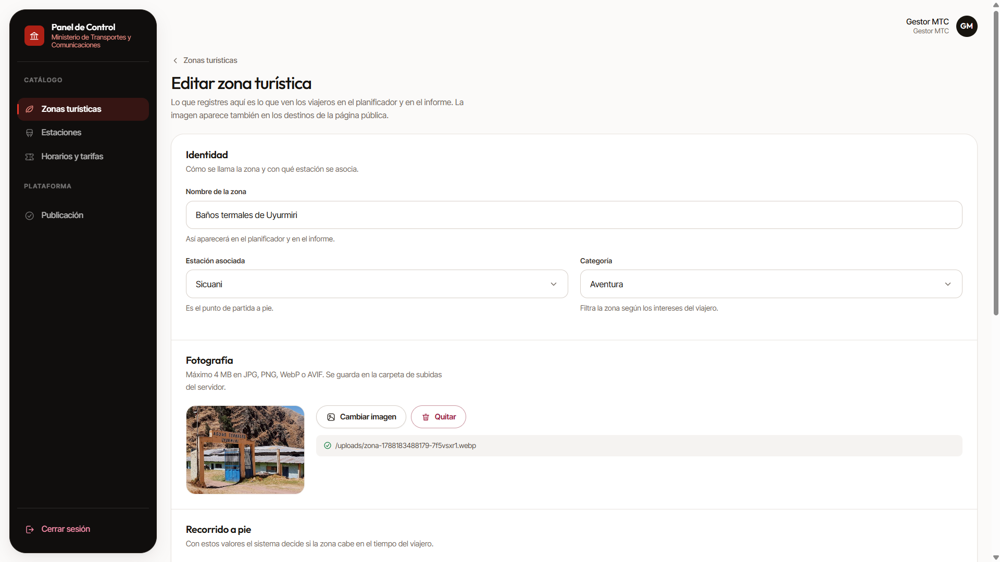 Panel de Control
Ministerio de Transportes y
Comunicaciones
CATÁLOGO
Zonas turísticas
Estaciones
Horarios y tarifas
PLATAFORMA
Publicación
Cerrar sesión
Gestor MTC
Gestor MTC
GM
Zonas turísticas
Editar zona turística
Lo que registres aquí es lo que ven los viajeros en el planificador y en el informe. La
imagen aparece también en los destinos de la página pública.
Identidad
Cómo se llama la zona y con qué estación se asocia.
Nombre de la zona
Baños termales de Uyurmiri
Así aparecerá en el planificador y en el informe.
Estación asociada
Sicuani
Es el punto de partida a pie.
Categoría
Aventura
Filtra la zona según los intereses del viajero.
Fotografía
Máximo 4 MB en JPG, PNG, WebP o AVIF. Se guarda en la carpeta de subidas
del servidor.
AGUAS TERMALES
UYURMIRI
Cambiar imagen
Quitar
/uploads/zona-1788183488179-7f5vsxr1.webp
Recorrido a pie
Con estos valores el sistema decide si la zona cabe en el tiempo del viajero.